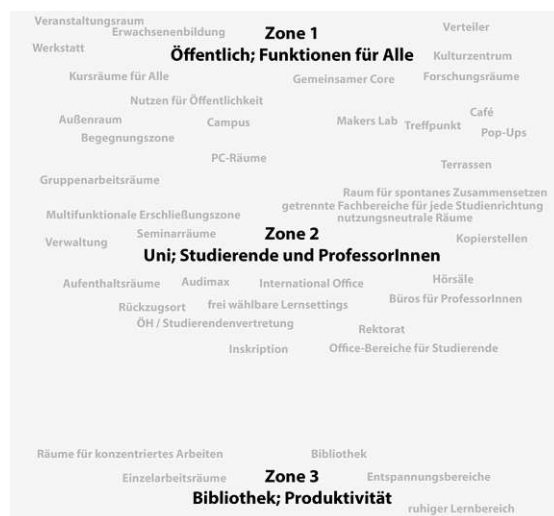 Veranstaltungsraum
Erwachsenenbildung
Zone 1
Verteiler
Werkstatt
Öffentlich; Funktionen für Alle
Kulturzentrum
Kursräume für Alle
Gemeinsamer Core
Forschungsräume
Nutzen für Öffentlichkeit
Außenraum
Campus
Makers Lab
Treffpunkt
Café
Begegnungszone
Pop-Ups
PC-Räume
Terrassen
Gruppenarbeitsräume
Raum für spontanes Zusammensetzen
getrennte Fachbereiche für jede Studienrichtung
Multifunktionale Erschließungszone
nutzungsneutrale Räume
Seminarräume
Zone 2
Verwaltung
Kopierstellen
Uni; Studierende und ProfessorInnen
Aufenthaltsräume
Audimax
International Office
Hörsäle
Rückzugsort
frei wählbare Lernsettings
Büros für ProfessorInnen
ÖH / Studierendenvertretung
Rektorat
Inskription
Office-Bereiche für Studierende
Räume für konzentriertes Arbeiten
Bibliothek
Einzelarbeitsräume
Zone 3
Entspannungsbereiche
Bibliothek; Produktivität
ruhiger Lernbereich